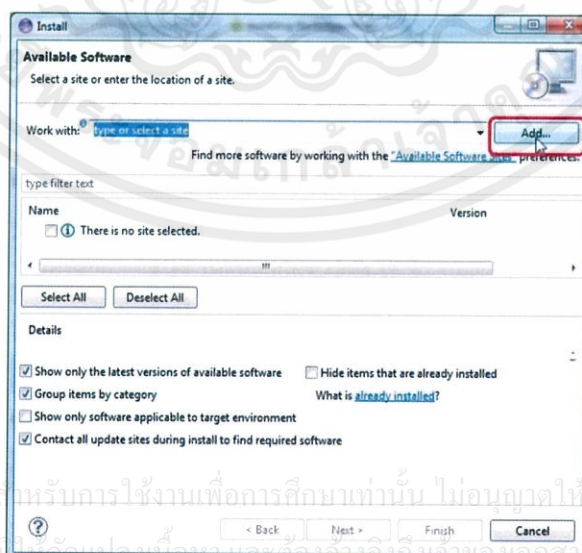 Install
Available Software
Select a site or enter the location of a site.
Work with: type or select a site Add...
Find more software by working with the "Available Software Sites" preferences.
type filter text
Name Version
There is no site selected.
Select All Deselect All
Details
Show only the latest versions of available software Hide items that are already installed
Group items by category What is already installed?
Show only software applicable to target environment
Contact all update sites during install to find required software
สำหรับการใช้งานเพื่อการศึกษาเท่านั้น ไม่อนุญาตให้
? < Back Next > Finish Cancel